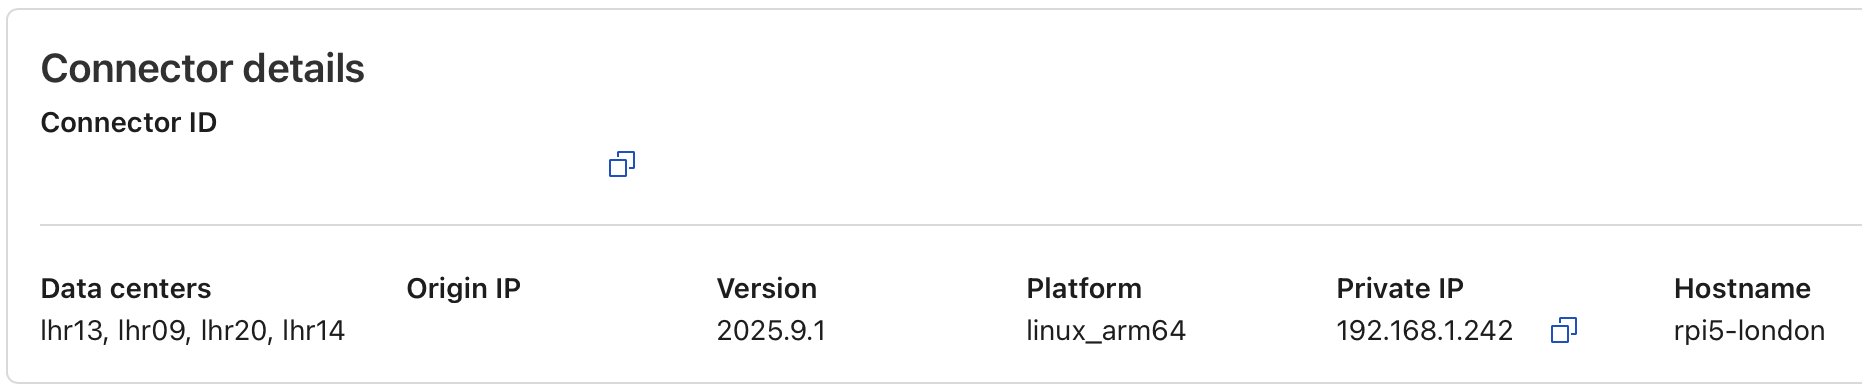 Connector details
Connector ID
Data centers Origin IP Version Platform Private IP Hostname
lhr13, lhr09, lhr20, lhr14 2025.9.1 linux_arm64 192.168.1.242 rpi5-london